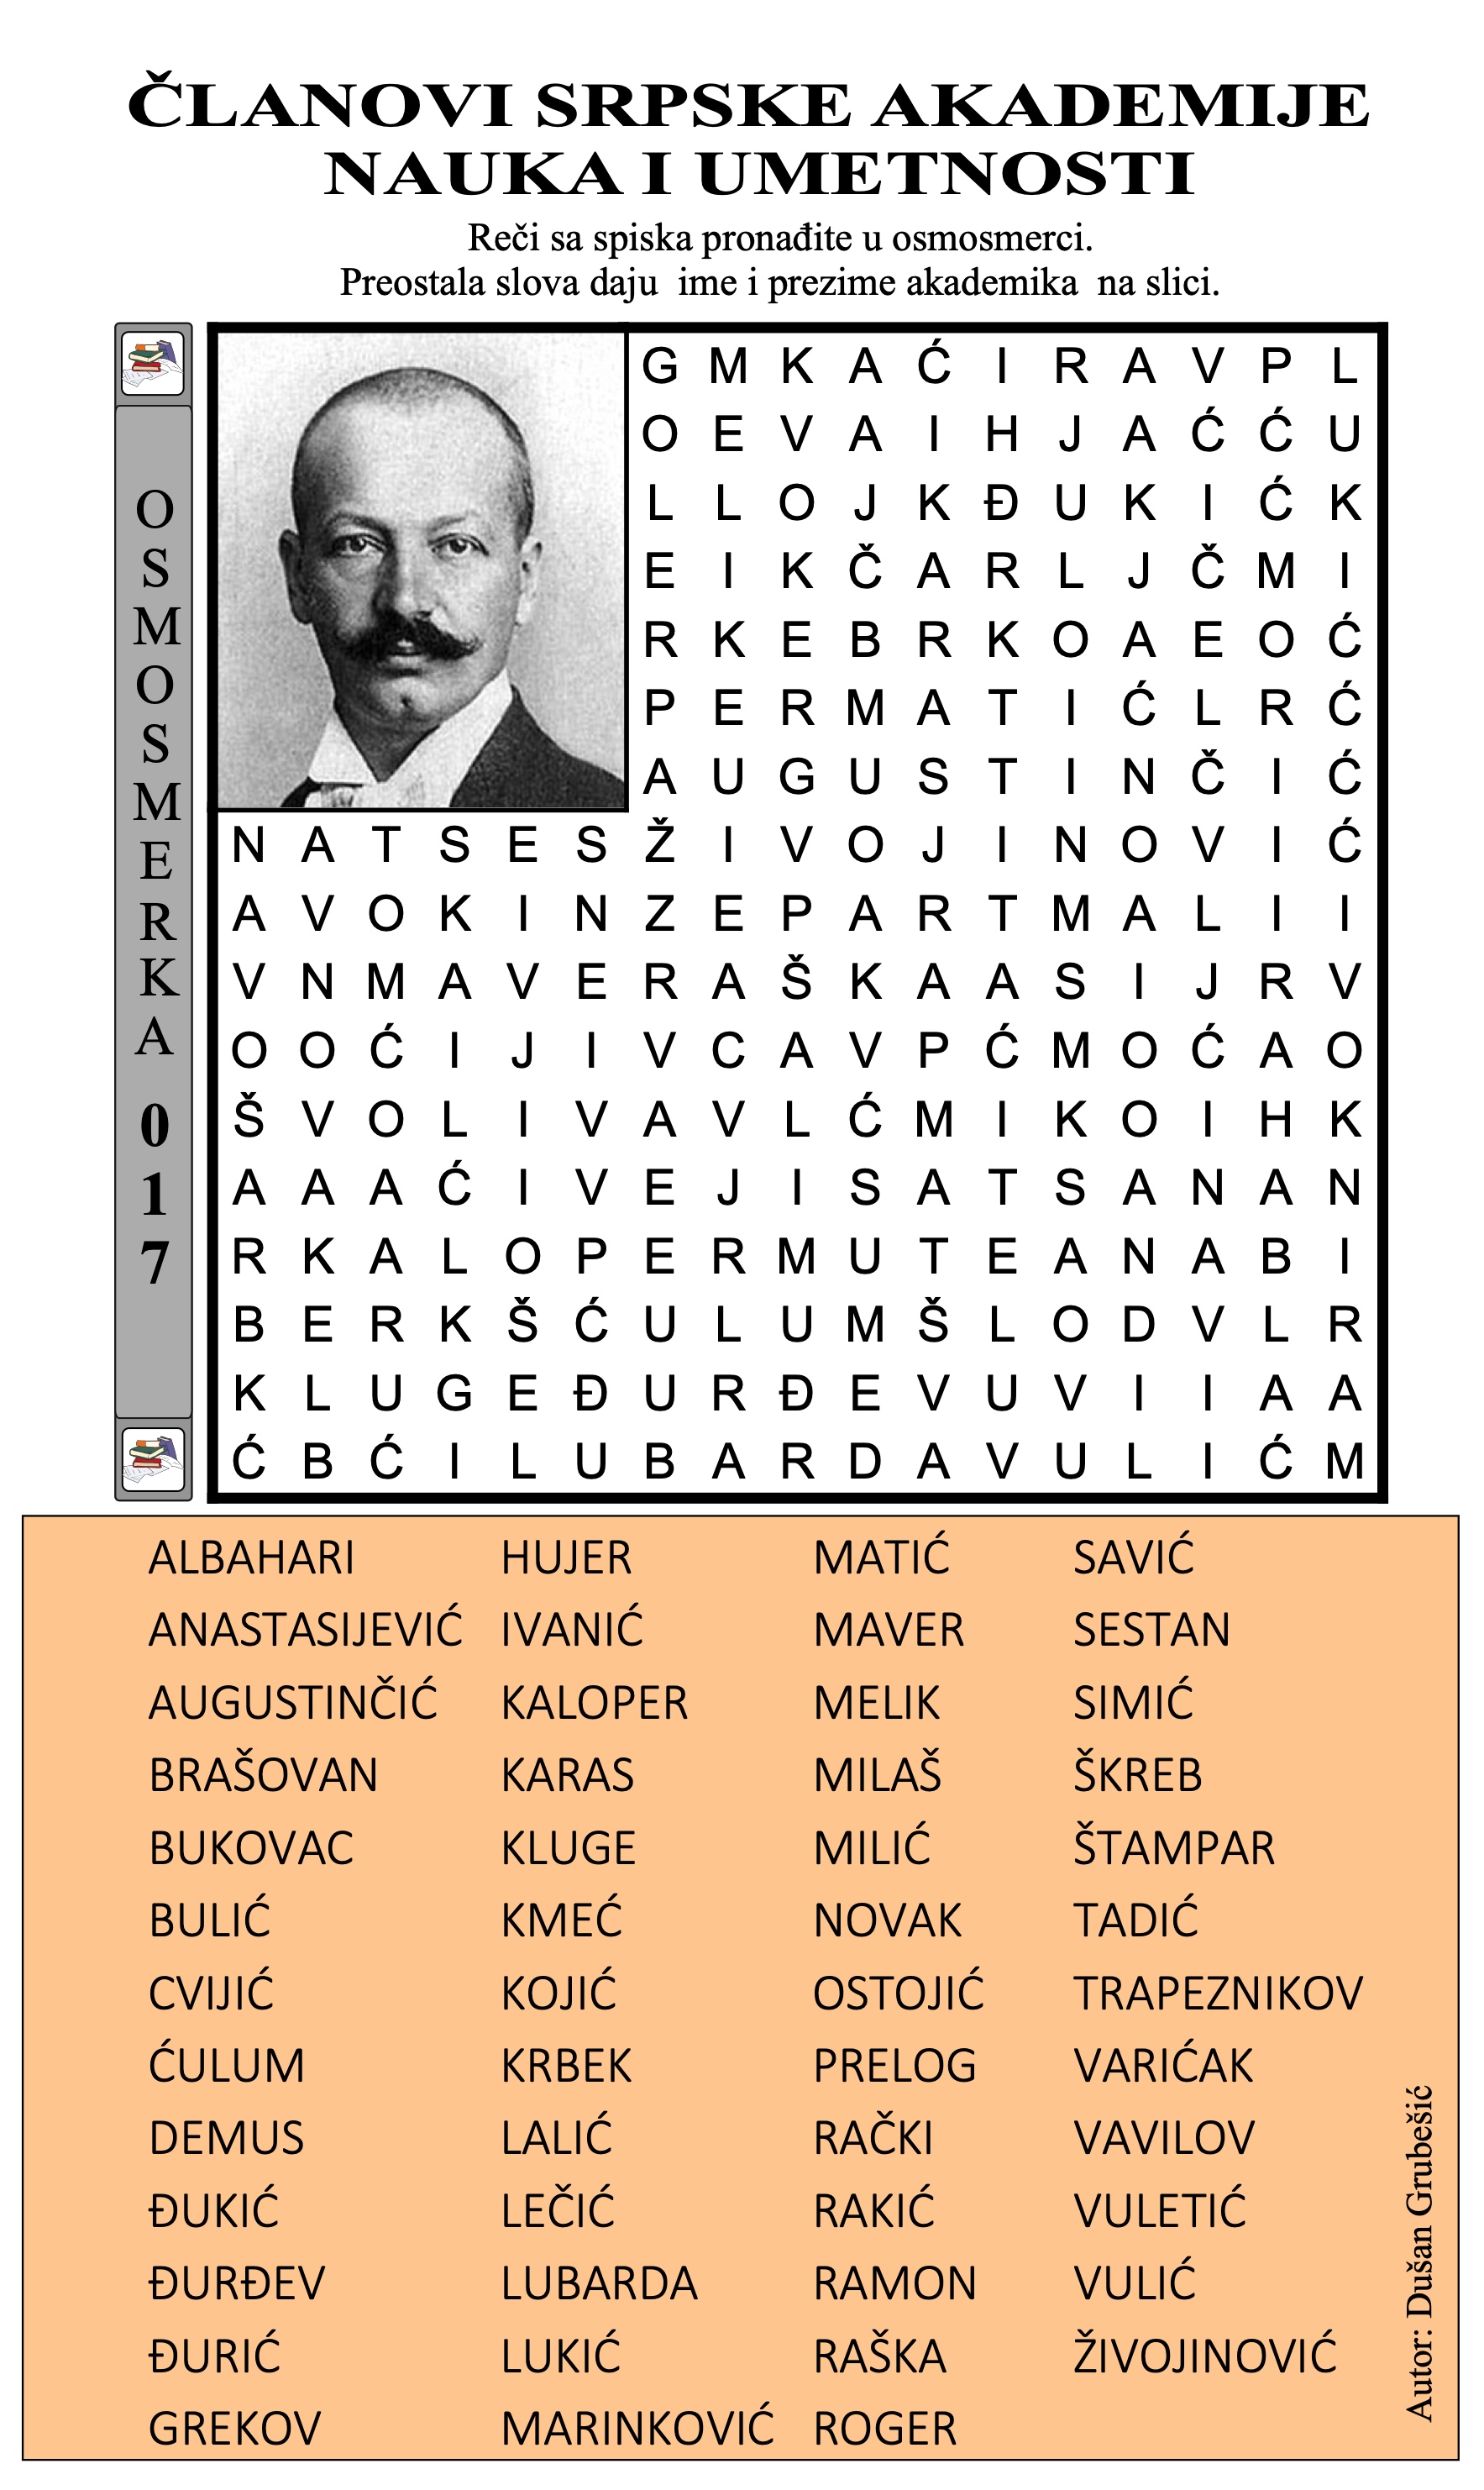 ČLANOVI SRPSKE AKADEMIJE
NAUKA I UMETNOSTI
Reči sa spiska pronađite u osmosmerci.
Preostala slova daju ime i prezime akademika na slici.
OSMOSMERKA 017
G M K A Ć I R A V P L
O E V A I H J A Ć Ć U
L L O J K Đ U K I Ć K
E I K Č A R L J Č M I
R K E B R K O A E O Ć
P E R M A T I Ć L R Ć
A U G U S T I N Č I Ć
N A T S E S Ž I V O J I N O V I Ć
A V O K I N Z E P A R T M A L I I
V N M A V E R A Š K A A S I J R V
O O Ć I J I V C A V P Ć M O Ć A O
Š V O L I V A V L Ć M I K O I H K
A A A Ć I V E J I S A T S A N A N
R K A L O P E R M U T E A N A B I
B E R K Š Ć U L U M Š L O D V L R
K L U G E Đ U R Đ E V U V I I A A
Ć B Ć I L U B A R D A V U L I Ć M
ALBAHARI HUJER MATIĆ SAVIĆ
ANASTASIJEVIĆ IVANIĆ MAVER SESTAN
AUGUSTINČIĆ KALOPER MELIK SIMIĆ
BRAŠOVAN KARAS MILAŠ ŠKREB
BUKOVAC KLUGE MILIĆ ŠTAMPAR
BULIĆ KMEĆ NOVAK TADIĆ
CVIJIĆ KOJIĆ OSTOJIĆ TRAPEZNIKOV
ĆULUM KRBEK PRELOG VARIĆAK
DEMUS LALIĆ RAČKI VAVILOV
ĐUKIĆ LEČIĆ RAKIĆ VULETIĆ
ĐURĐEV LUBARDA RAMON VULIĆ
ĐURIĆ LUKIĆ RAŠKA ŽIVOJINOVIĆ
GREKOV MARINKOVIĆ ROGER
Autor: Dušan Grubešić